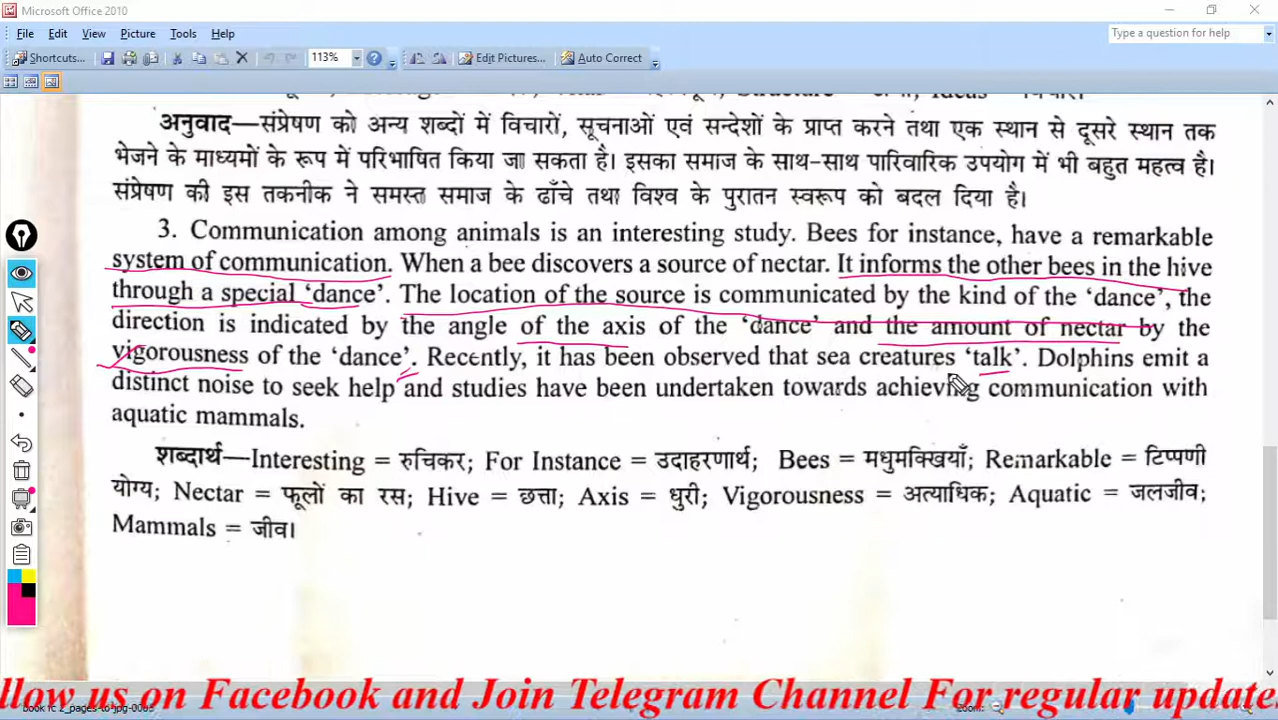 Microsoft Office 2010
File Edit View Picture Tools Help
Type a question for help
Shortcuts... 113% Edit Pictures... Auto Correct
अनुवाद—संप्रेषण को अन्य शब्दों में विचारों, सूचनाओं एवं सन्देशों के प्राप्त करने तथा एक स्थान से दूसरे स्थान तक
भेजने के माध्यमों के रूप में परिभाषित किया जा सकता है। इसका समाज के साथ-साथ पारिवारिक उपयोग में भी बहुत महत्व है।
संप्रेषण की इस तकनीक ने समस्त समाज के ढाँचे तथा विश्व के पुरातन स्वरूप को बदल दिया है।
3. Communication among animals is an interesting study. Bees for instance, have a remarkable
system of communication. When a bee discovers a source of nectar. It informs the other bees in the hive
through a special ‘dance’. The location of the source is communicated by the kind of the ‘dance’, the
direction is indicated by the angle of the axis of the ‘dance’ and the amount of nectar by the
vigorousness of the ‘dance’. Recently, it has been observed that sea creatures ‘talk’. Dolphins emit a
distinct noise to seek help and studies have been undertaken towards achieving communication with
aquatic mammals.
शब्दार्थ—Interesting = रुचिकर; For Instance = उदाहरणार्थ; Bees = मधुमक्खियाँ; Remarkable = टिप्पणी
योग्य; Nectar = फूलों का रस; Hive = छत्ता; Axis = धुरी; Vigorousness = अत्याधिक; Aquatic = जलजीव;
Mammals = जीव।
llow us on Facebook and Join Telegram Channel For regular update